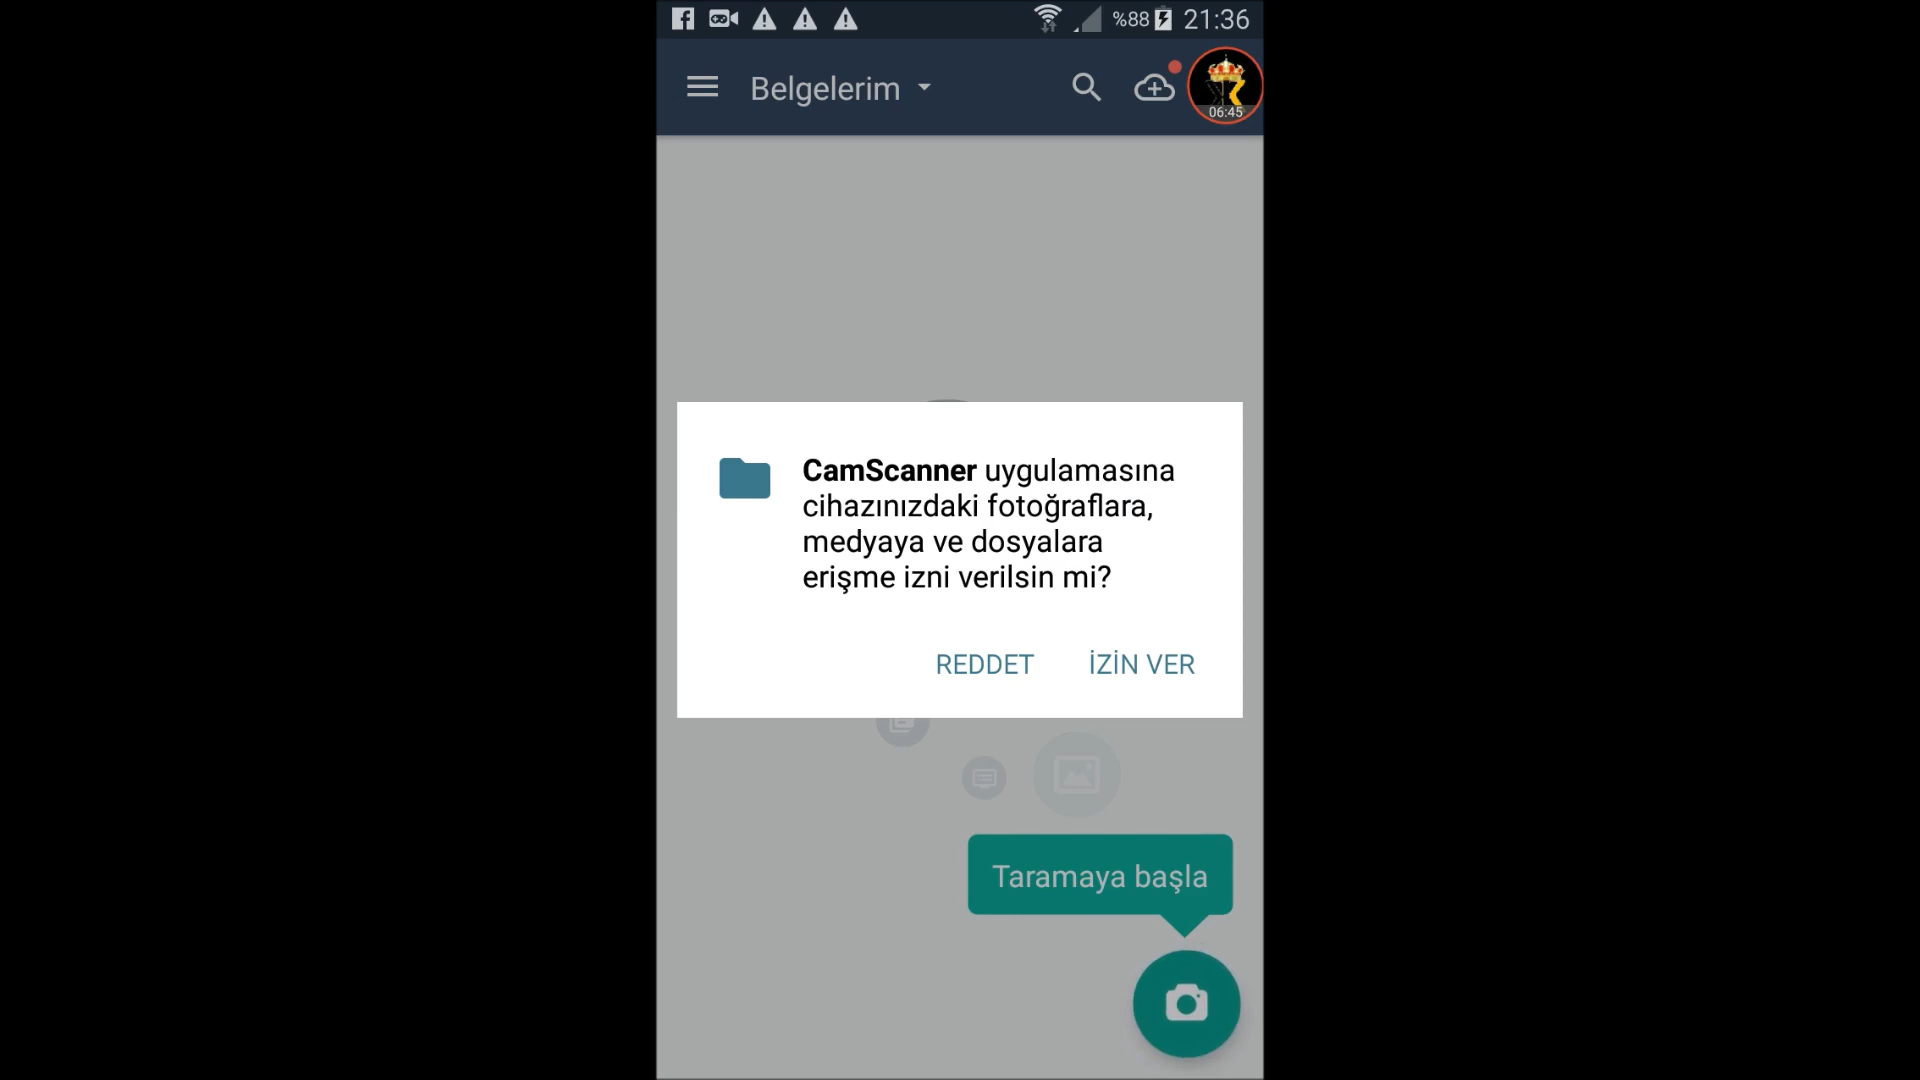 %88 21:36
Belgelerim
06:45
CamScanner uygulamasına
cihazınızdaki fotoğraflara,
medyaya ve dosyalara
erişme izni verilsin mi?
REDDET İZİN VER
Taramaya başla